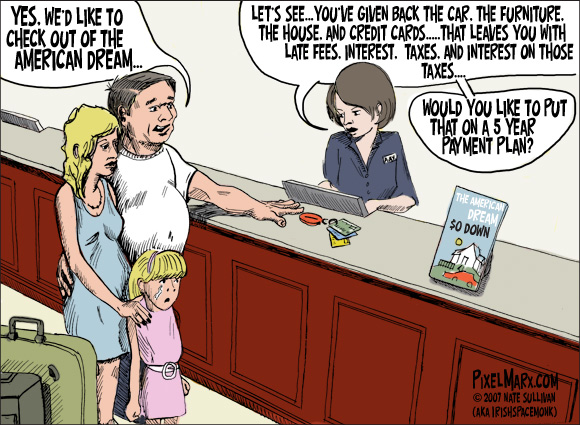 YES. WE'D LIKE TO
CHECK OUT OF THE
AMERICAN DREAM...
LET'S SEE...YOU'VE GIVEN BACK THE CAR. THE FURNITURE.
THE HOUSE. AND CREDIT CARDS.....THAT LEAVES YOU WITH
LATE FEES. INTEREST. TAXES. AND INTEREST ON THOSE
TAXES....
WOULD YOU LIKE TO PUT
THAT ON A 5 YEAR
PAYMENT PLAN?
THE AMERICAN
DREAM
$0 DOWN
PIXELMARX.COM
© 2007 NATE SULLIVAN
(AKA IRISHSPACEMONK)